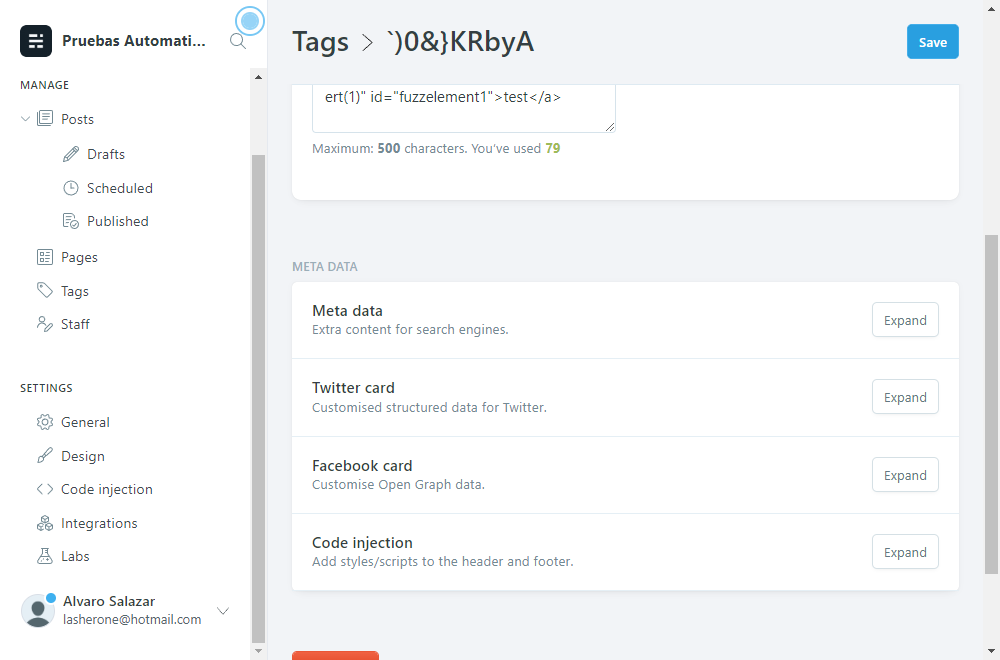 Pruebas Automati...
MANAGE
Posts
Drafts
Scheduled
Published
Pages
Tags
Staff
SETTINGS
General
Design
Code injection
Integrations
Labs
Alvaro Salazar
lasherone@hotmail.com
Tags > `)0&}KRbyA
Save
ert(1)" id="fuzzelement1">test</a>
Maximum: 500 characters. You've used 79
META DATA
Meta data
Extra content for search engines.
Expand
Twitter card
Customised structured data for Twitter.
Expand
Facebook card
Customise Open Graph data.
Expand
Code injection
Add styles/scripts to the header and footer.
Expand